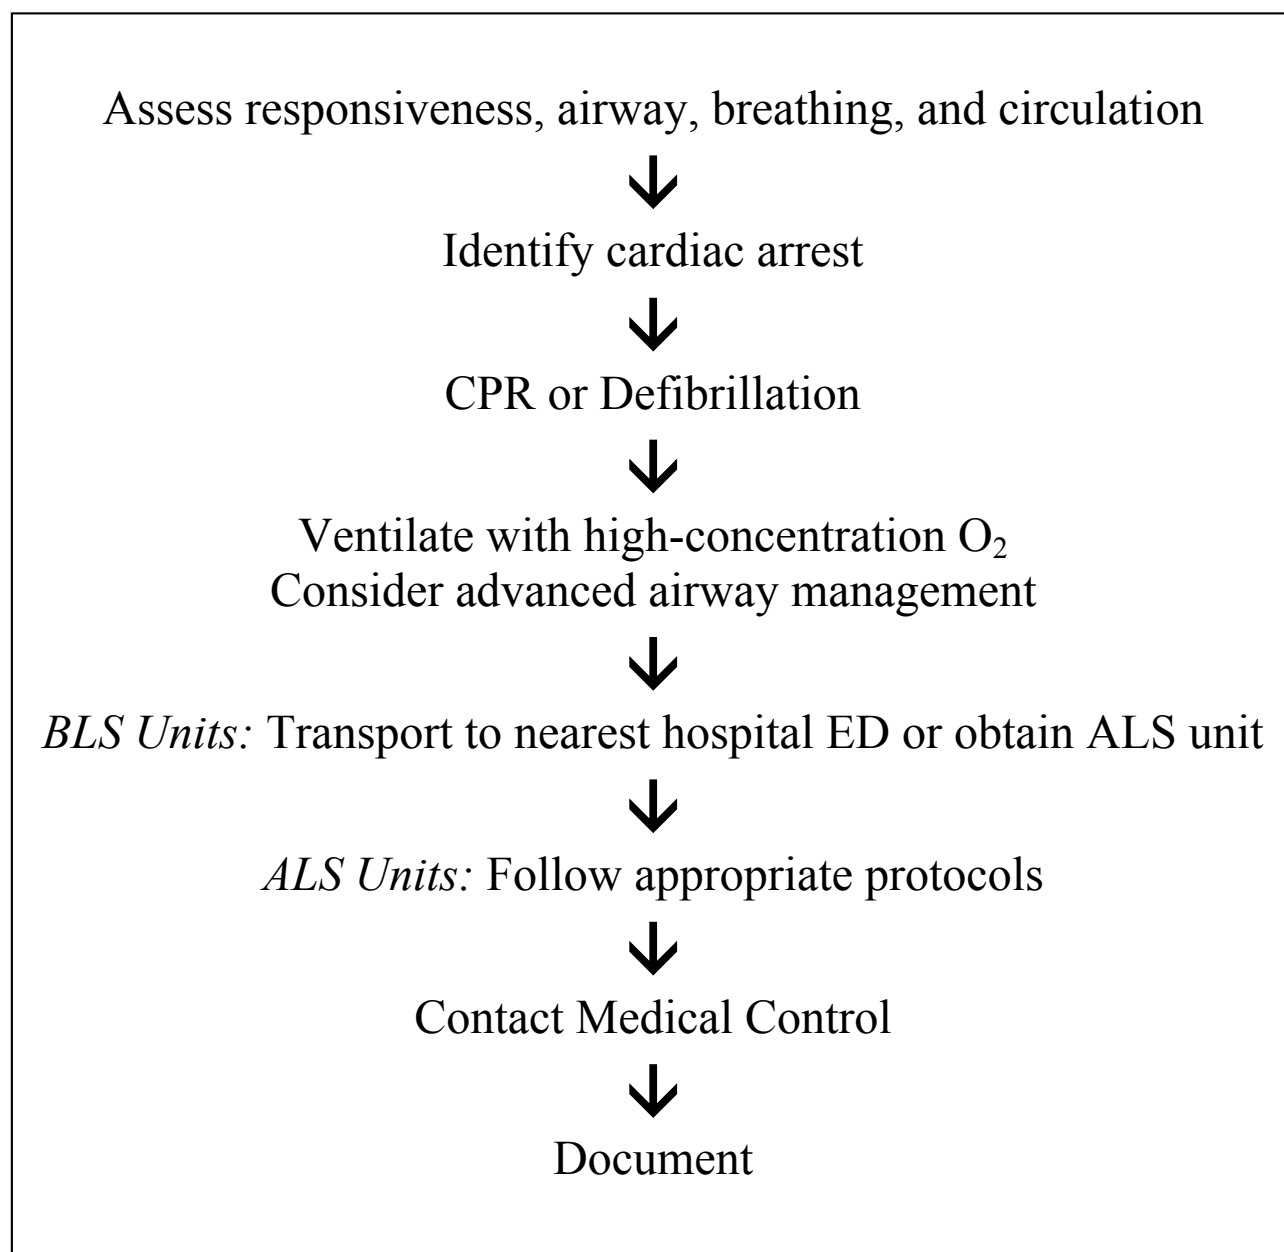 Assess responsiveness, airway, breathing, and circulation
Identify cardiac arrest
CPR or Defibrillation
Ventilate with high-concentration O₂
Consider advanced airway management
BLS Units: Transport to nearest hospital ED or obtain ALS unit
ALS Units: Follow appropriate protocols
Contact Medical Control
Document